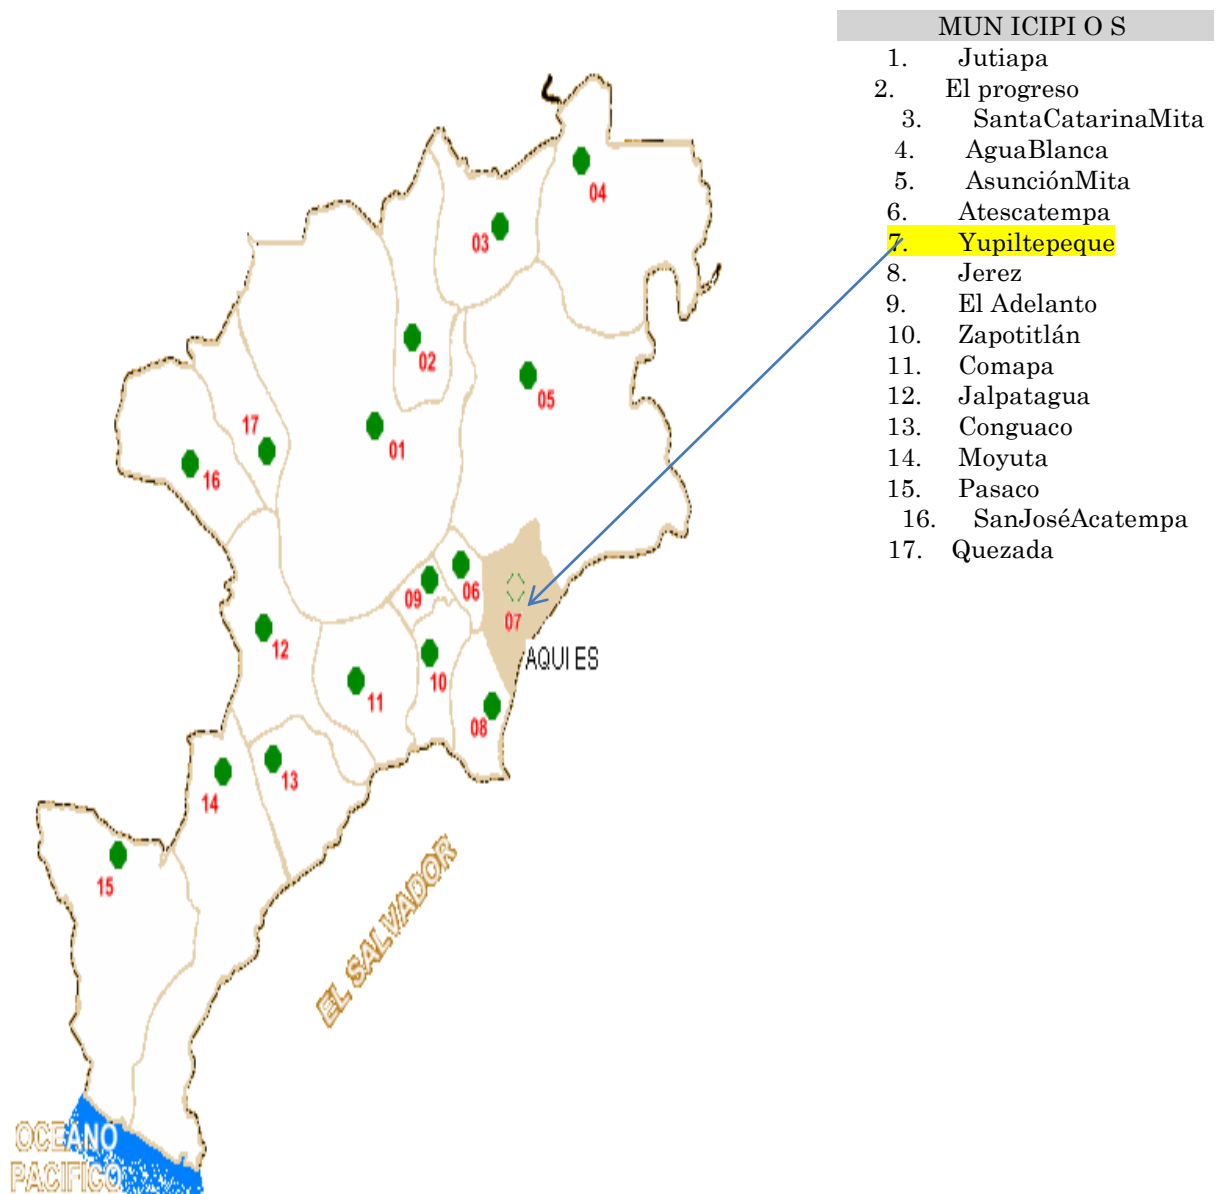 MUN ICIPI O S
1. Jutiapa
2. El progreso
3. SantaCatarinaMita
4. AguaBlanca
5. AsunciónMita
6. Atescatempa
7. Yupiltepeque
8. Jerez
9. El Adelanto
10. Zapotitlán
11. Comapa
12. Jalpatagua
13. Conguaco
14. Moyuta
15. Pasaco
16. SanJoséAcatempa
17. Quezada
04
03
02
05
17
01
16
06
09
07
12
AQUI ES
10
11
08
13
14
15
EL SALVADOR
OCEANO
PACIFICO